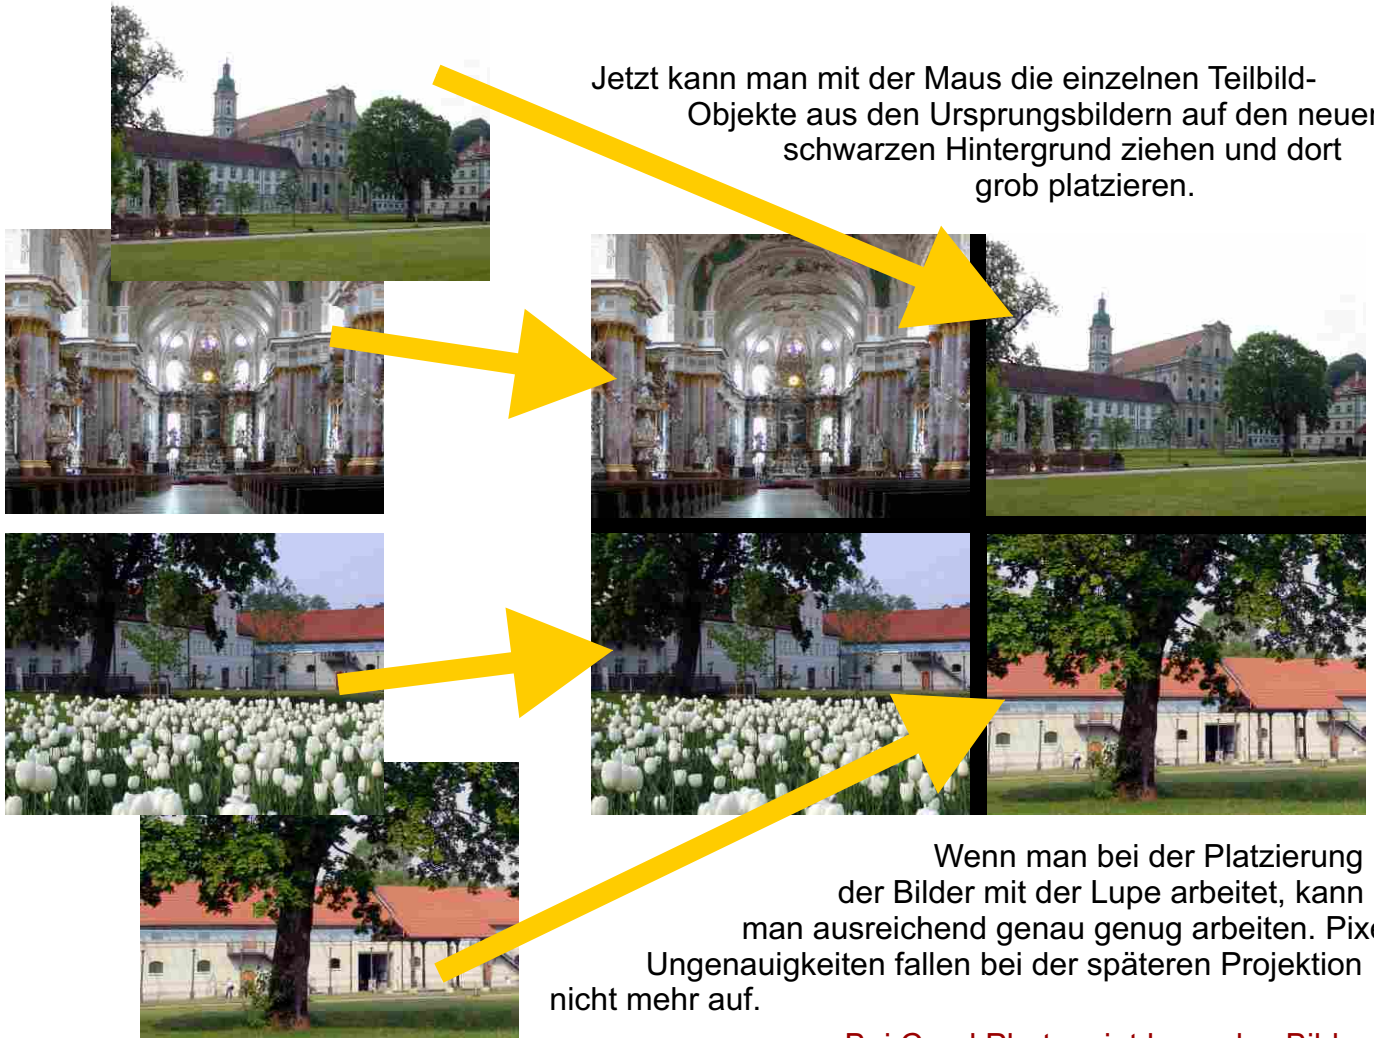 Jetzt kann man mit der Maus die einzelnen Teilbild-
Objekte aus den Ursprungsbildern auf den neuen
schwarzen Hintergrund ziehen und dort
grob platzieren.
Wenn man bei der Platzierung
der Bilder mit der Lupe arbeitet, kann
man ausreichend genau genug arbeiten. Pixe
Ungenauigkeiten fallen bei der späteren Projektion
nicht mehr auf.